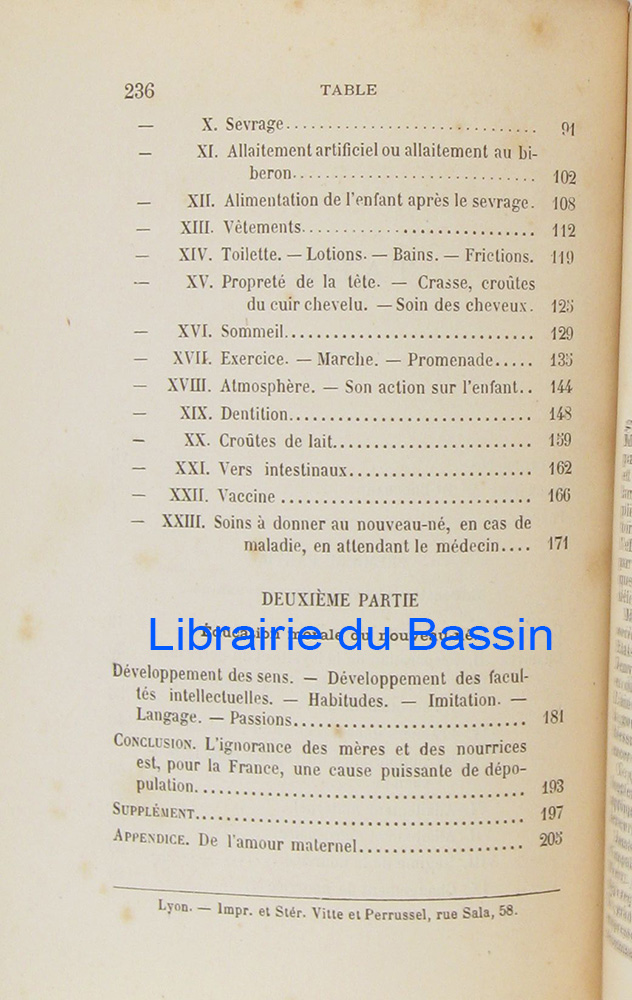 236 TABLE
— X. Sevrage.............................. 91
— XI. Allaitement artificiel ou allaitement au bi-
beron............................. 102
— XII. Alimentation de l'enfant après le sevrage. 108
— XIII. Vêtements............................ 112
— XIV. Toilette. — Lotions. — Bains. — Frictions. 119
— XV. Propreté de la tête. — Crasse, croûtes
du cuir chevelu. — Soin des cheveux. 125
— XVI. Sommeil.............................. 129
— XVII. Exercice. — Marche. — Promenade..... 135
— XVIII. Atmosphère. — Son action sur l'enfant.. 144
— XIX. Dentition............................. 148
— XX. Croûtes de lait........................ 159
— XXI. Vers intestinaux...................... 162
— XXII. Vaccine .............................. 166
— XXIII. Soins à donner au nouveau-né, en cas de
maladie, en attendant le médecin.... 171
DEUXIÈME PARTIE
Éducation morale du nouveau-né
Librairie du Bassin
Développement des sens. — Développement des facul-
tés intellectuelles. — Habitudes. — Imitation. —
Langage. — Passions............................ 181
CONCLUSION. L'ignorance des mères et des nourrices
est, pour la France, une cause puissante de dépo-
pulation........................................ 193
SUPPLÉMENT........................................ 197
APPENDICE. De l'amour maternel.................... 205
Lyon. — Impr. et Stér. Vitte et Perrussel, rue Sala, 58.